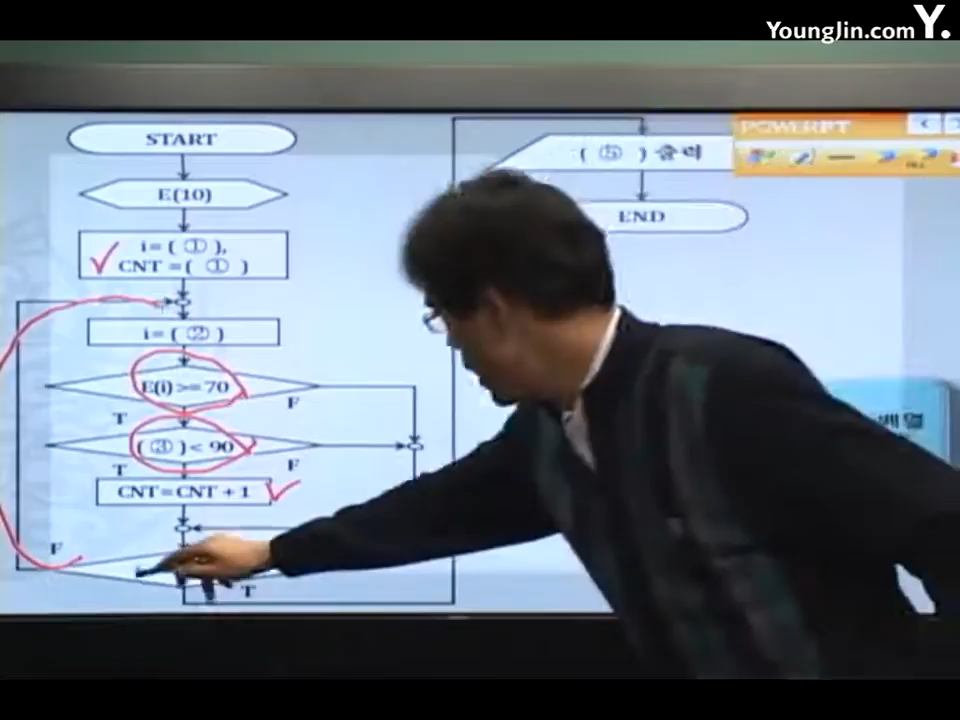 YoungJin.com Y.
START
E(10)
i= ( ① ),
CNT =( ① )
i= ( ② )
E(i) >= 70
T
F
( ③ ) < 90
T
F
CNT=CNT + 1
F
T
( ⑤ ) 출력
END
POWERPT